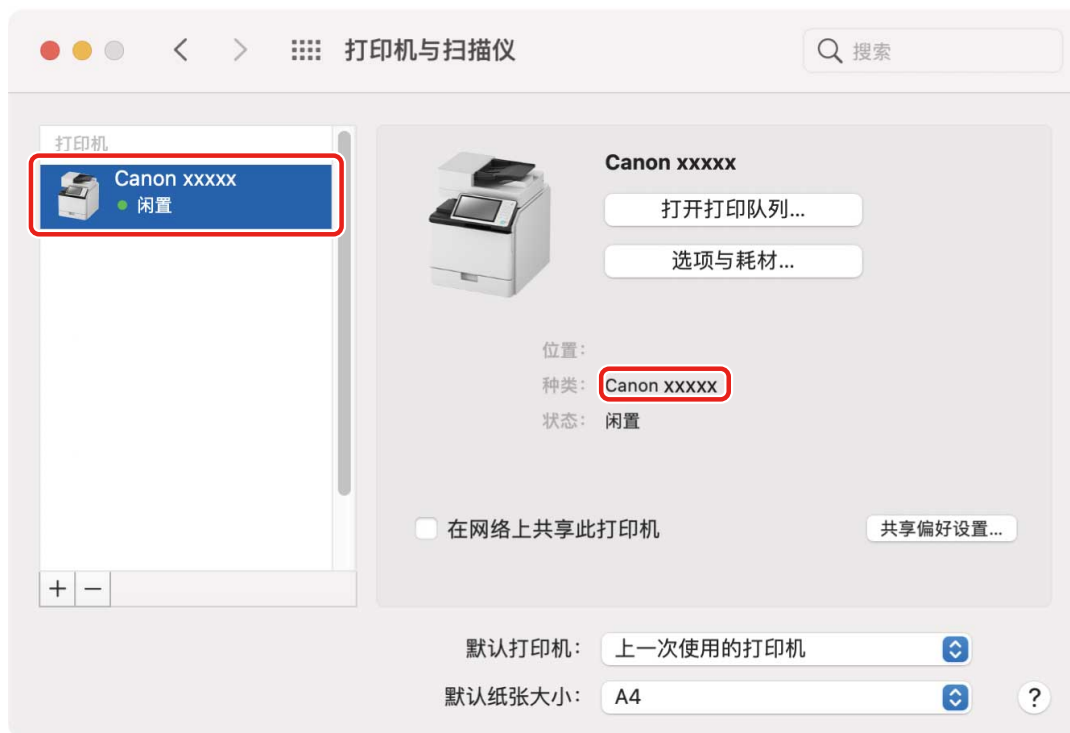 打印机与扫描仪
搜索
打印机
Canon xxxxx
闲置
Canon xxxxx
打开打印队列...
选项与耗材...
位置:
种类: Canon xxxxx
状态: 闲置
在网络上共享此打印机
共享偏好设置...
+ −
默认打印机: 上一次使用的打印机
默认纸张大小: A4
?